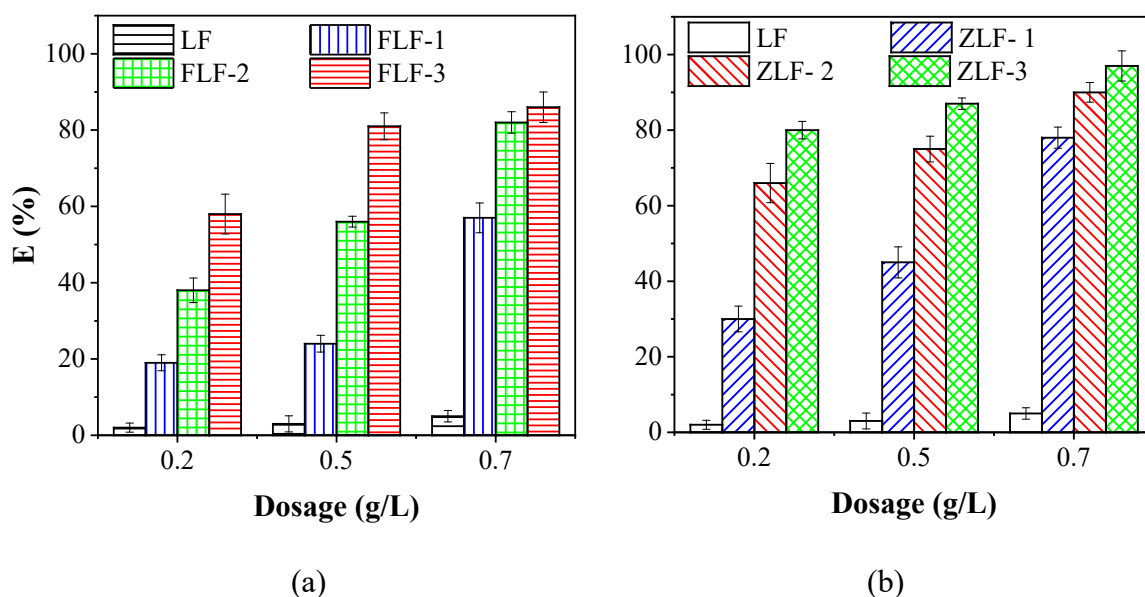 LF
FLF-1
FLF-2
FLF-3
100
80
60
40
20
0
E (%)
0.2
0.5
0.7
Dosage (g/L)
(a)
LF
ZLF- 1
ZLF- 2
ZLF-3
100
80
60
40
20
0
0.2
0.5
0.7
Dosage (g/L)
(b)